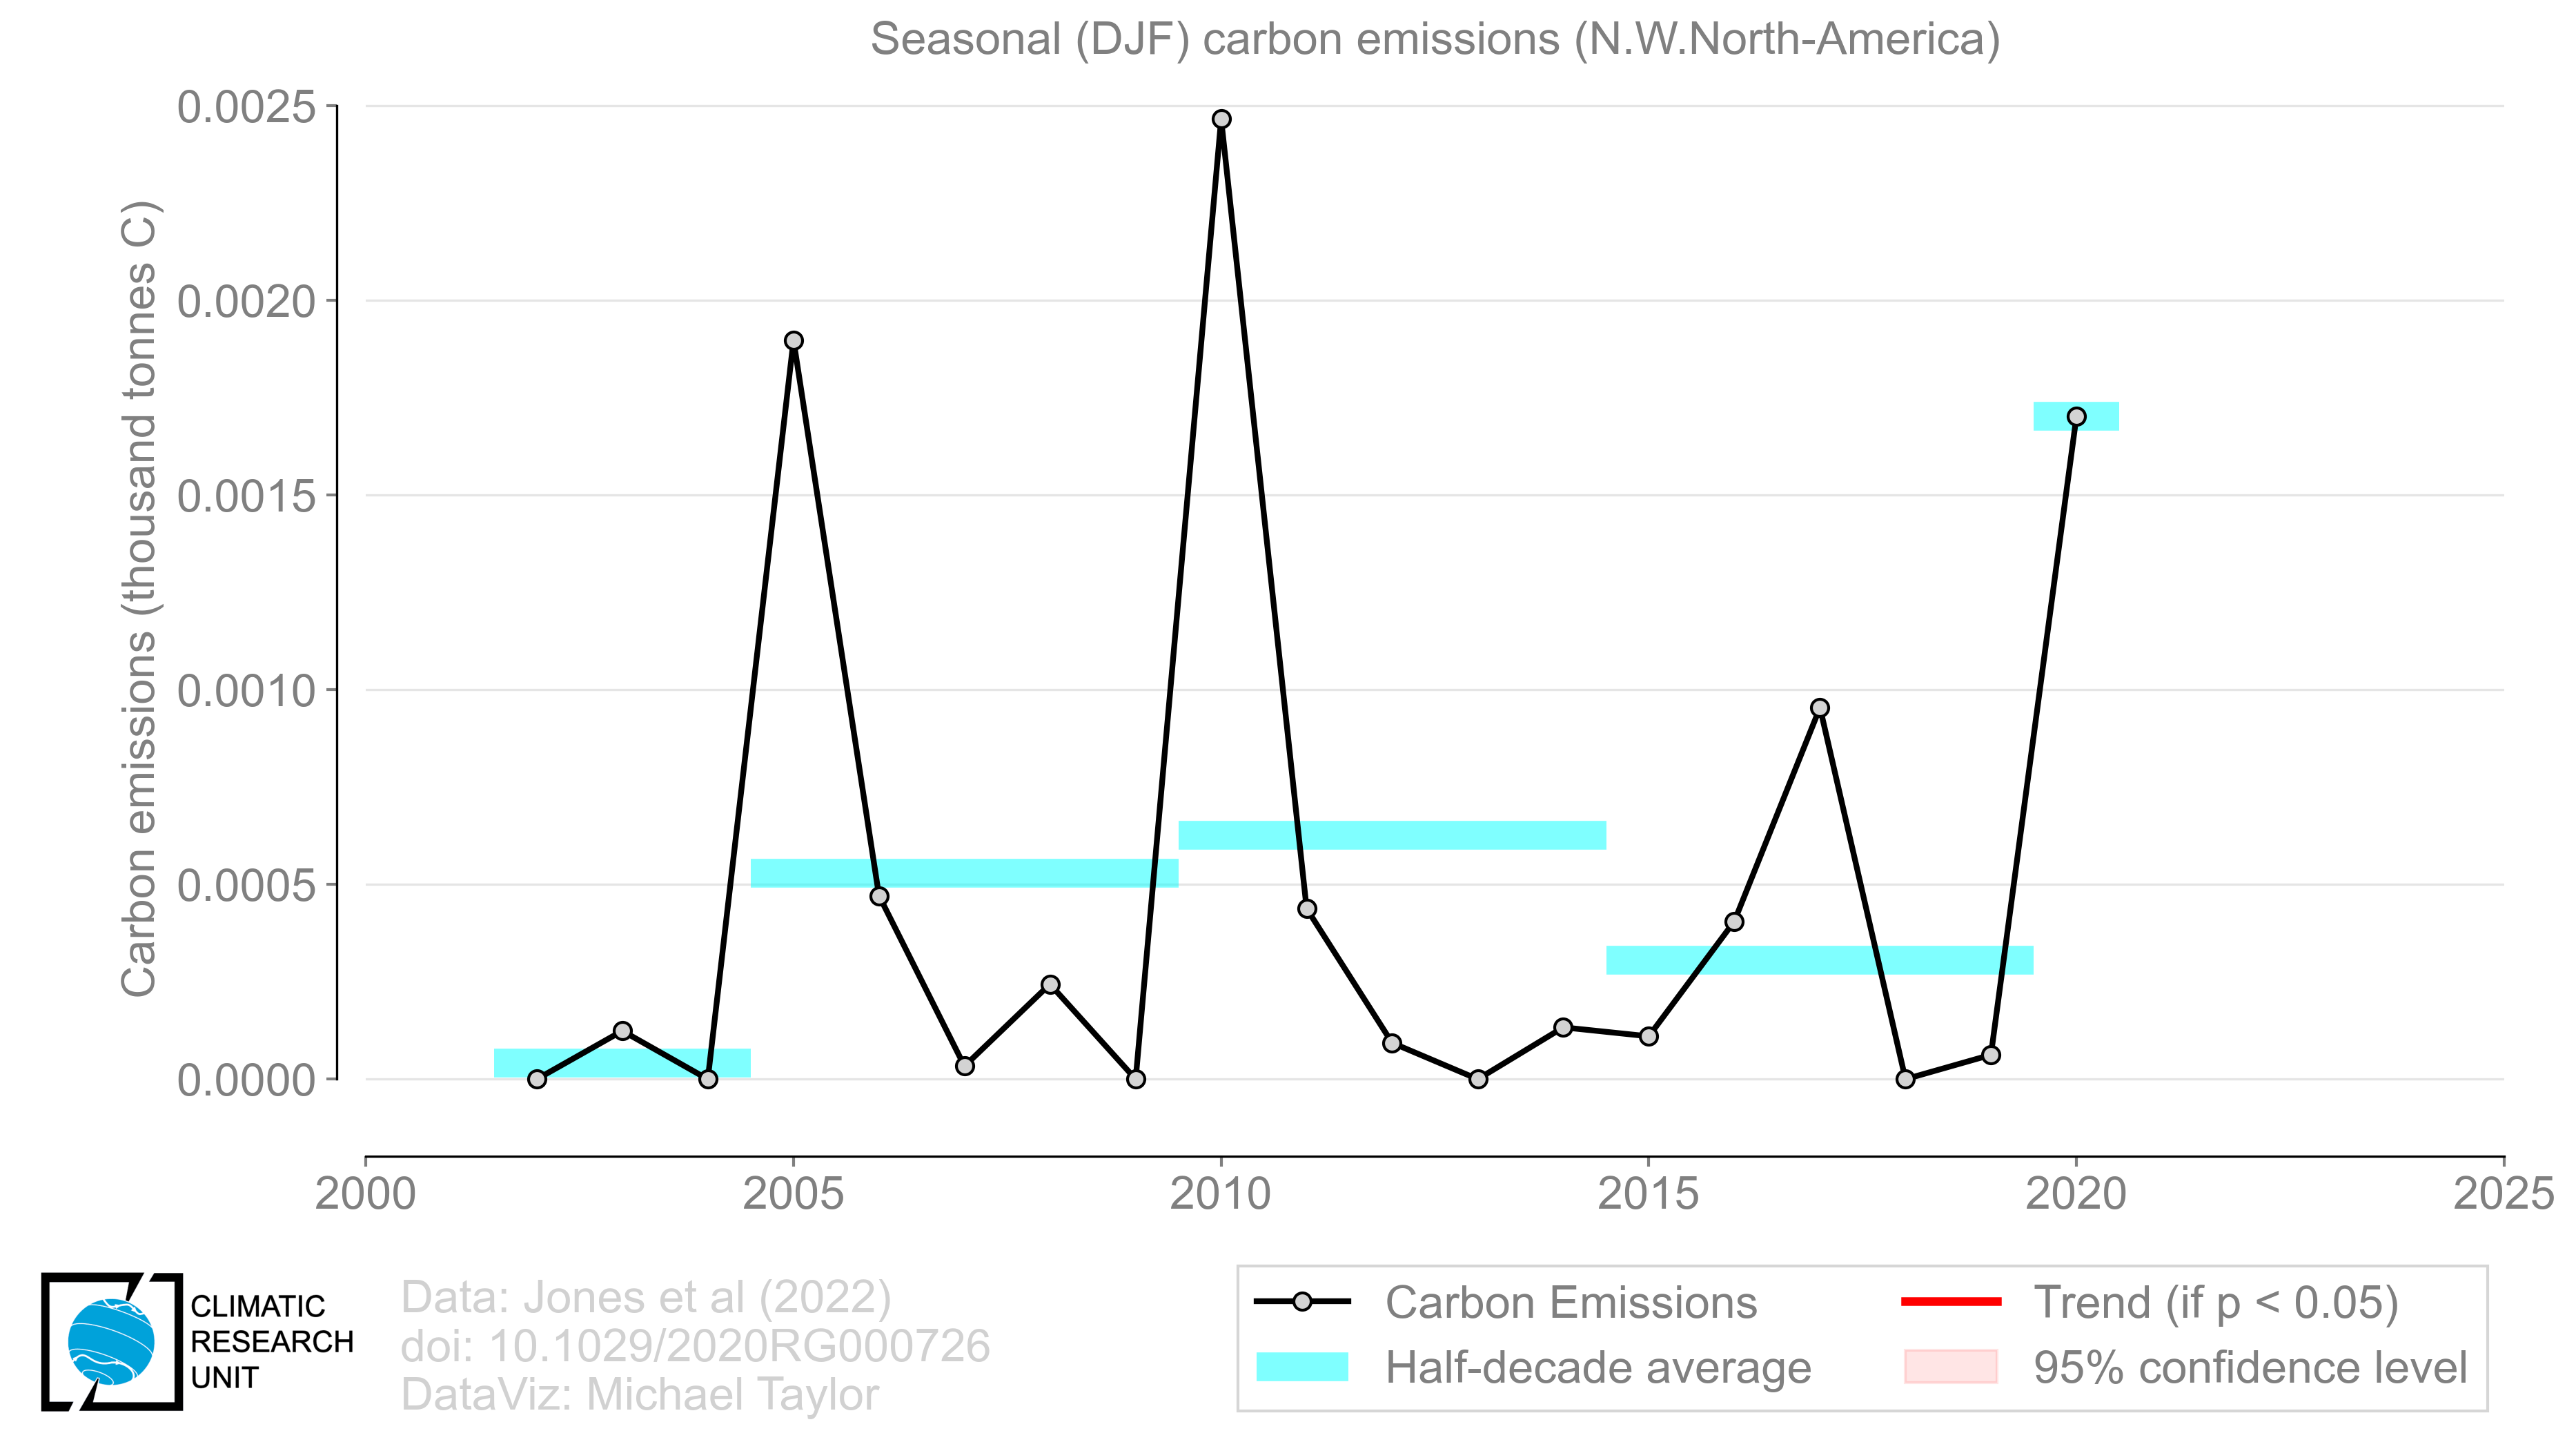 Seasonal (DJF) carbon emissions (N.W.North-America)
Carbon emissions (thousand tonnes C)
0.0025
0.0020
0.0015
0.0010
0.0005
0.0000
2000 2005 2010 2015 2020 2025
CLIMATIC
RESEARCH
UNIT
Data: Jones et al (2022)
doi: 10.1029/2020RG000726
DataViz: Michael Taylor
Carbon Emissions
Half-decade average
Trend (if p < 0.05)
95% confidence level